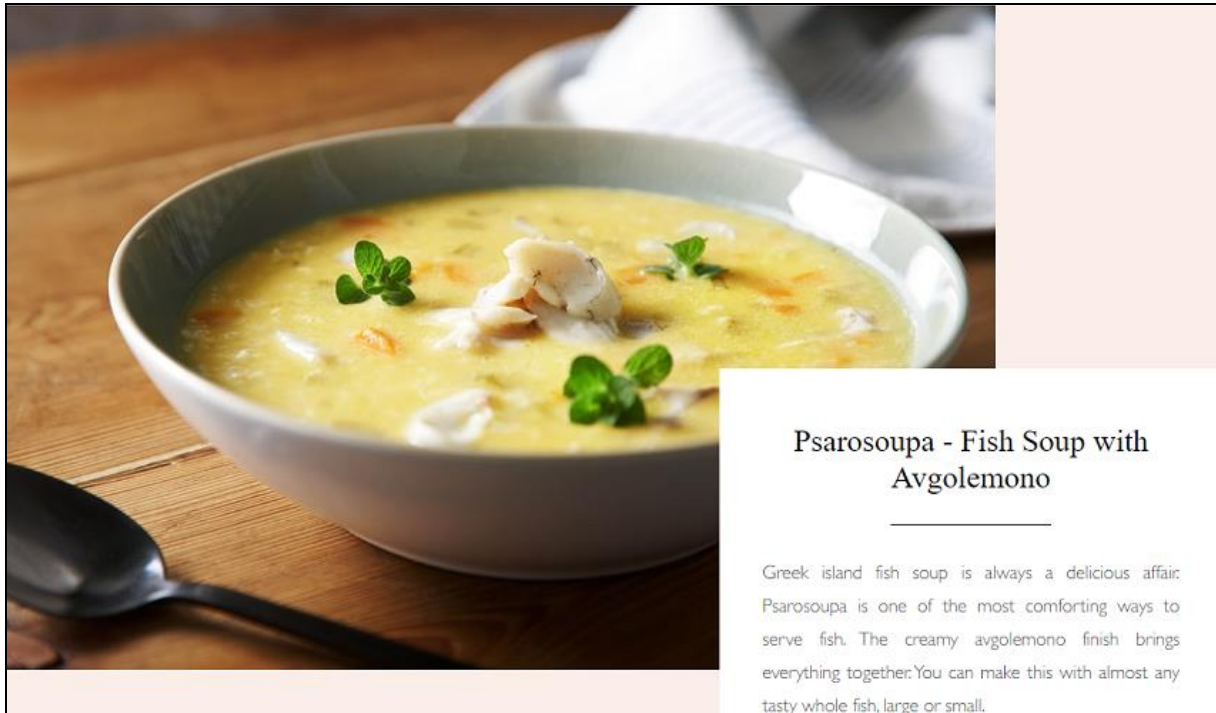 Psarosoupa - Fish Soup with
Avgolemono
Greek island fish soup is always a delicious affair.
Psarosoupa is one of the most comforting ways to
serve fish. The creamy avgolemono finish brings
everything together. You can make this with almost any
tasty whole fish, large or small.